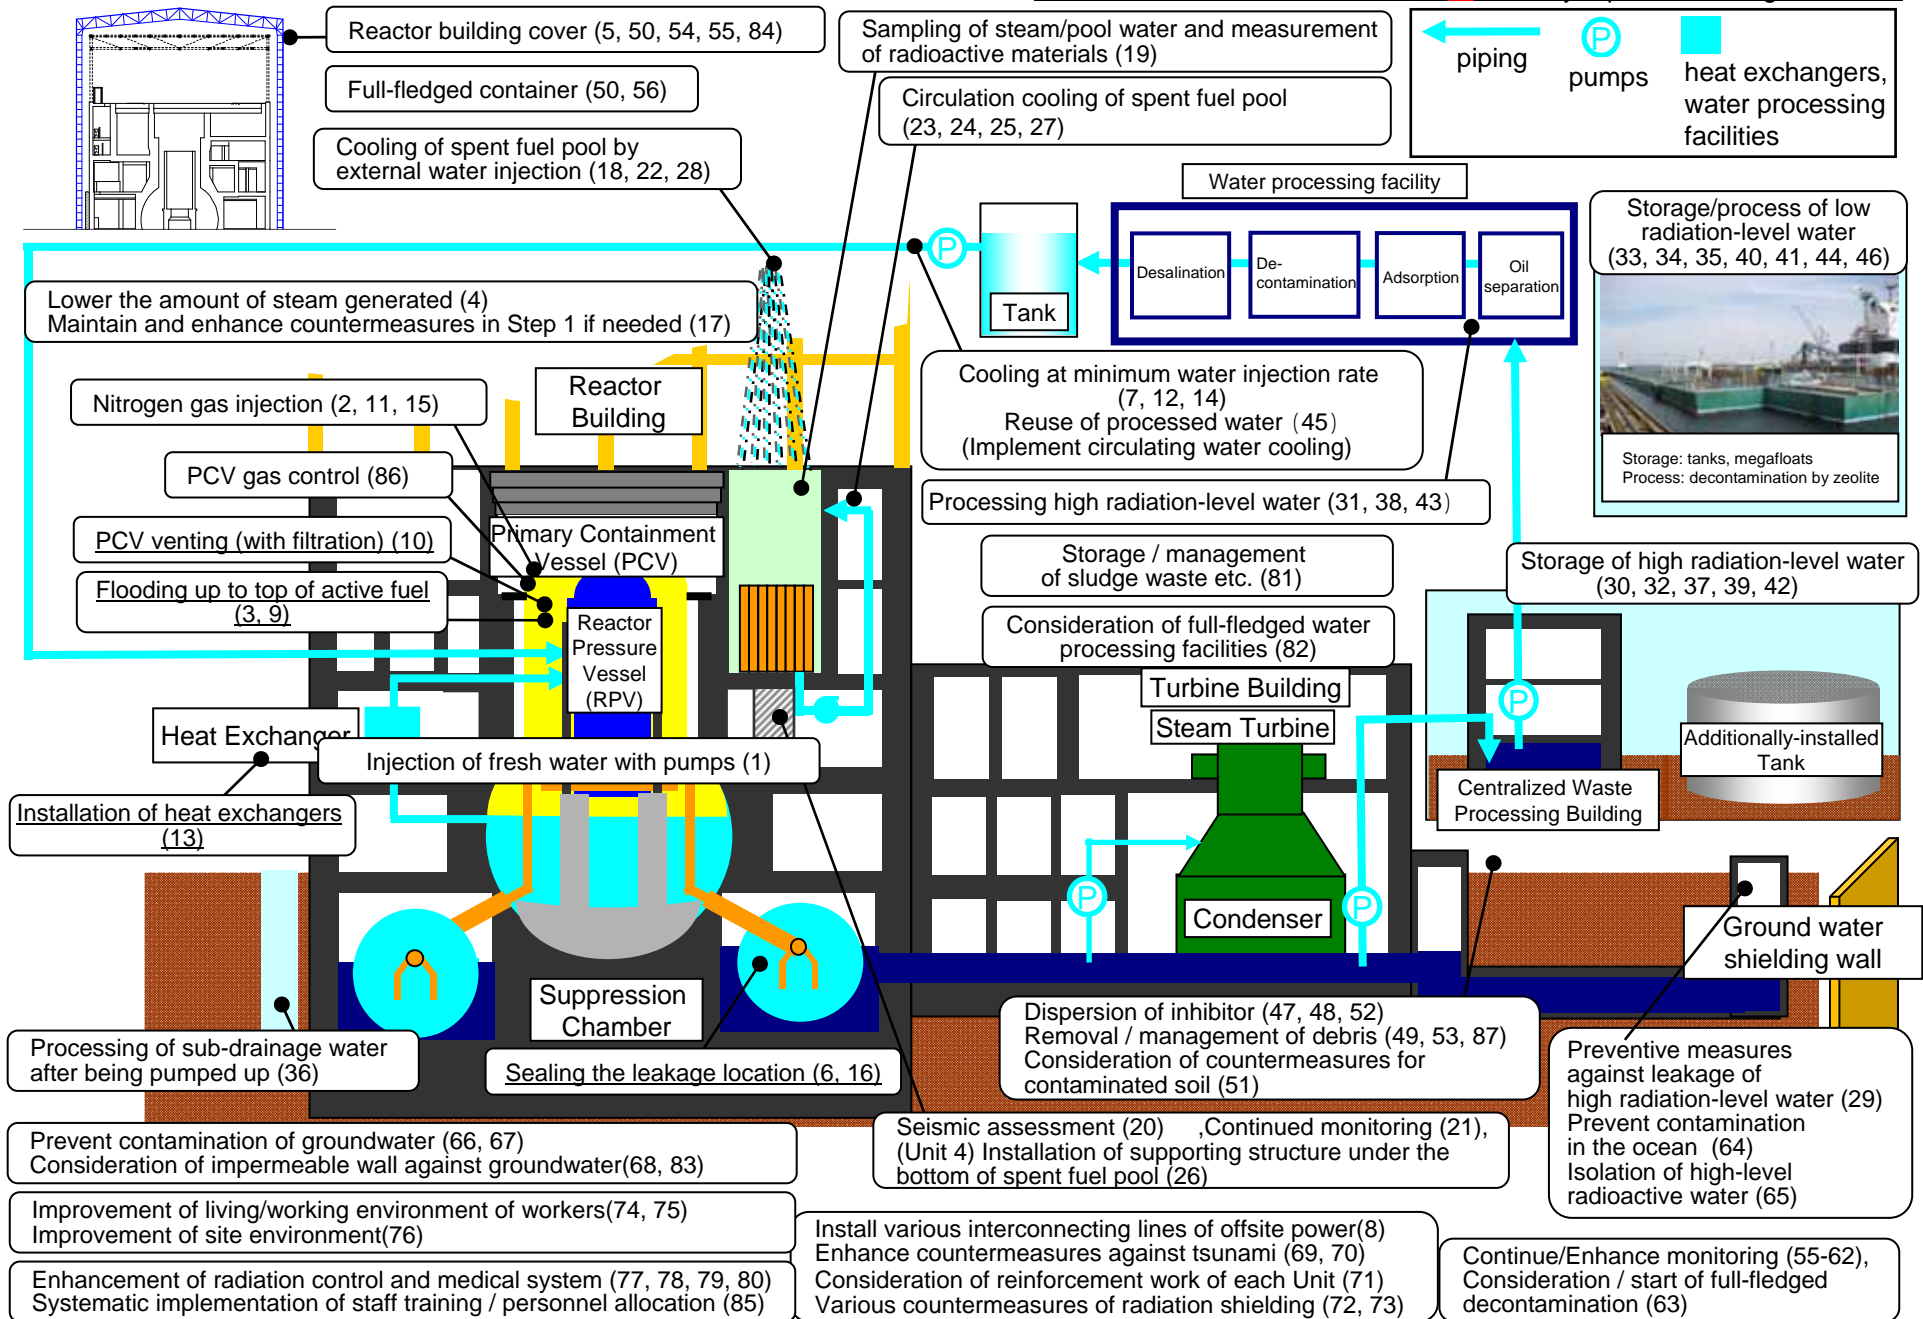 Reactor building cover (5, 50, 54, 55, 84)
Full-fledged container (50, 56)
Cooling of spent fuel pool by
external water injection (18, 22, 28)
Sampling of steam/pool water and measurement
of radioactive materials (19)
Circulation cooling of spent fuel pool
(23, 24, 25, 27)
piping
P
pumps
heat exchangers,
water processing
facilities
Water processing facility
Desalination
De-
contamination
Adsorption
Oil
separation
P
Tank
Storage/process of low
radiation-level water
(33, 34, 35, 40, 41, 44, 46)
Storage: tanks, megafloats
Process: decontamination by zeolite
Lower the amount of steam generated (4)
Maintain and enhance countermeasures in Step 1 if needed (17)
Nitrogen gas injection (2, 11, 15)
Reactor
Building
Cooling at minimum water injection rate
(7, 12, 14)
Reuse of processed water (45)
(Implement circulating water cooling)
PCV gas control (86)
Processing high radiation-level water (31, 38, 43)
PCV venting (with filtration) (10)
Primary Containment
Vessel (PCV)
Storage / management
of sludge waste etc. (81)
Storage of high radiation-level water
(30, 32, 37, 39, 42)
Flooding up to top of active fuel
(3, 9)
Reactor
Pressure
Vessel
(RPV)
Consideration of full-fledged water
processing facilities (82)
Turbine Building
Steam Turbine
P
Heat Exchanger
Injection of fresh water with pumps (1)
Additionally-installed
Tank
Centralized Waste
Processing Building
Installation of heat exchangers
(13)
P
P
Condenser
Ground water
shielding wall
Suppression
Chamber
Processing of sub-drainage water
after being pumped up (36)
Sealing the leakage location (6, 16)
Dispersion of inhibitor (47, 48, 52)
Removal / management of debris (49, 53, 87)
Consideration of countermeasures for
contaminated soil (51)
Preventive measures
against leakage of
high radiation-level water (29)
Prevent contamination
in the ocean (64)
Isolation of high-level
radioactive water (65)
Prevent contamination of groundwater (66, 67)
Consideration of impermeable wall against groundwater(68, 83)
Seismic assessment (20) ,Continued monitoring (21),
(Unit 4) Installation of supporting structure under the
bottom of spent fuel pool (26)
Improvement of living/working environment of workers(74, 75)
Improvement of site environment(76)
Install various interconnecting lines of offsite power(8)
Enhance countermeasures against tsunami (69, 70)
Consideration of reinforcement work of each Unit (71)
Various countermeasures of radiation shielding (72, 73)
Enhancement of radiation control and medical system (77, 78, 79, 80)
Systematic implementation of staff training / personnel allocation (85)
Continue/Enhance monitoring (55-62),
Consideration / start of full-fledged
decontamination (63)